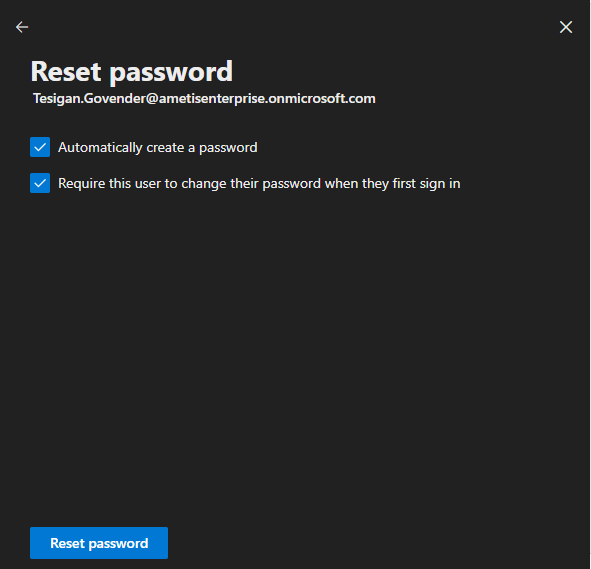 Reset password
Tesigan.Govender@ametisenterprise.onmicrosoft.com
Automatically create a password
Require this user to change their password when they first sign in
Reset password